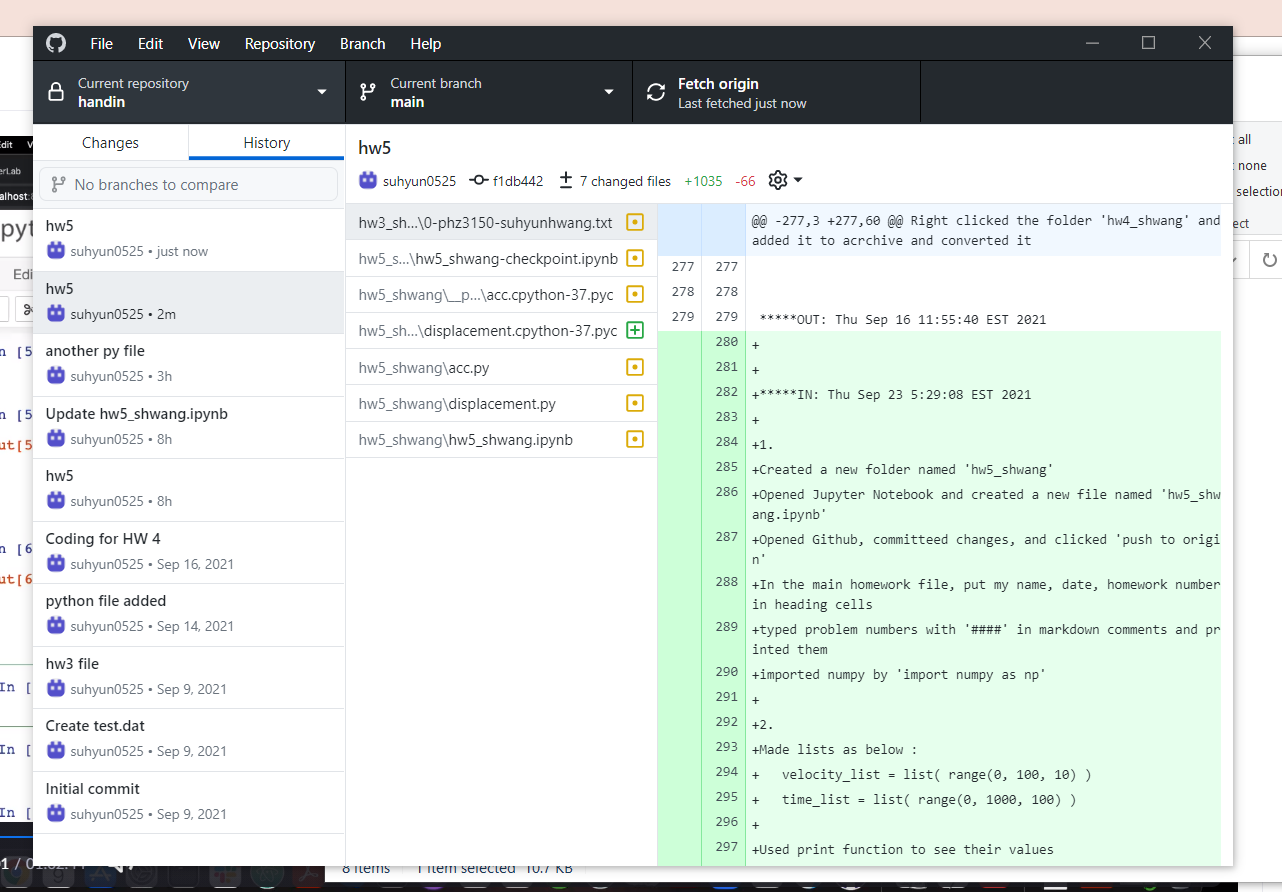 File Edit View Repository Branch Help
Current repository
handin
Current branch
main
Fetch origin
Last fetched just now
Changes
History
No branches to compare
hw5
suhyun0525 • just now
hw5
suhyun0525 • 2m
another py file
suhyun0525 • 3h
Update hw5_shwang.ipynb
suhyun0525 • 8h
hw5
suhyun0525 • 8h
Coding for HW 4
suhyun0525 • Sep 16, 2021
python file added
suhyun0525 • Sep 14, 2021
hw3 file
suhyun0525 • Sep 9, 2021
Create test.dat
suhyun0525 • Sep 9, 2021
Initial commit
suhyun0525 • Sep 9, 2021
hw5
suhyun0525 f1db442 7 changed files +1035 -66
hw3_sh...\0-phz3150-suhyunhwang.txt
hw5_s...\hw5_shwang-checkpoint.ipynb
hw5_shwang\__p...\acc.cpython-37.pyc
hw5_sh...\displacement.cpython-37.pyc
hw5_shwang\acc.py
hw5_shwang\displacement.py
hw5_shwang\hw5_shwang.ipynb
@@ -277,3 +277,60 @@ Right clicked the folder 'hw4_shwang' and
added it to acrchive and converted it
277 277
278 278
279 279 *****OUT: Thu Sep 16 11:55:40 EST 2021
280 +
281 +
282 +*****IN: Thu Sep 23 5:29:08 EST 2021
283 +
284 +1.
285 +Created a new folder named 'hw5_shwang'
286 +Opened Jupyter Notebook and created a new file named 'hw5_shw
ang.ipynb'
287 +Opened Github, committeed changes, and clicked 'push to origi
n'
288 +In the main homework file, put my name, date, homework number
in heading cells
289 +typed problem numbers with '####' in markdown comments and pr
inted them
290 +imported numpy by 'import numpy as np'
291 +
292 +2.
293 +Made lists as below :
294 + velocity_list = list( range(0, 100, 10) )
295 + time_list = list( range(0, 1000, 100) )
296 +
297 +Used print function to see their values
all
none
selection
8 items 1 item selected 10.7 KB